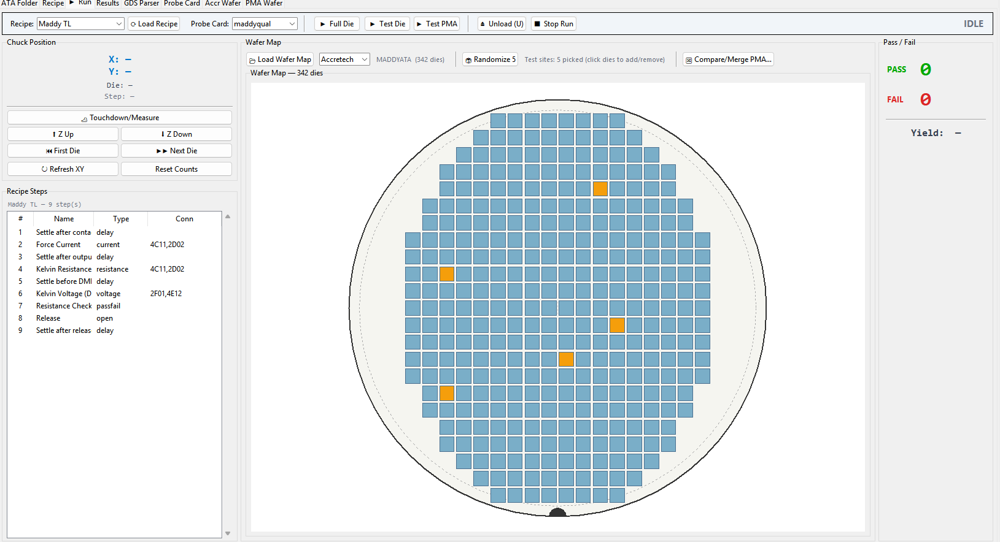 ATA Folder Recipe Run Results GDS Parser Probe Card Accr Wafer PMA Wafer
Recipe: Maddy TL Load Recipe Probe Card: maddyqual Full Die Test Die Test PMA Unload (U) Stop Run IDLE
Chuck Position
X: –
Y: –
Die: –
Step: –
Touchdown/Measure
Z Up Z Down
First Die Next Die
Refresh XY Reset Counts
Recipe Steps
Maddy TL – 9 step(s)
# Name Type Conn
1 Settle after conta delay
2 Force Current current 4C11,2D02
3 Settle after outpu delay
4 Kelvin Resistance resistance 4C11,2D02
5 Settle before DMI delay
6 Kelvin Voltage (D voltage 2F01,4E12
7 Resistance Check passfail
8 Release open
9 Settle after releas delay
Wafer Map
Load Wafer Map Accretech MADDYATA (342 dies) Randomize 5 Test sites: 5 picked (click dies to add/remove) Compare/Merge PMA...
Wafer Map — 342 dies
Pass / Fail
PASS 0
FAIL 0
Yield: –